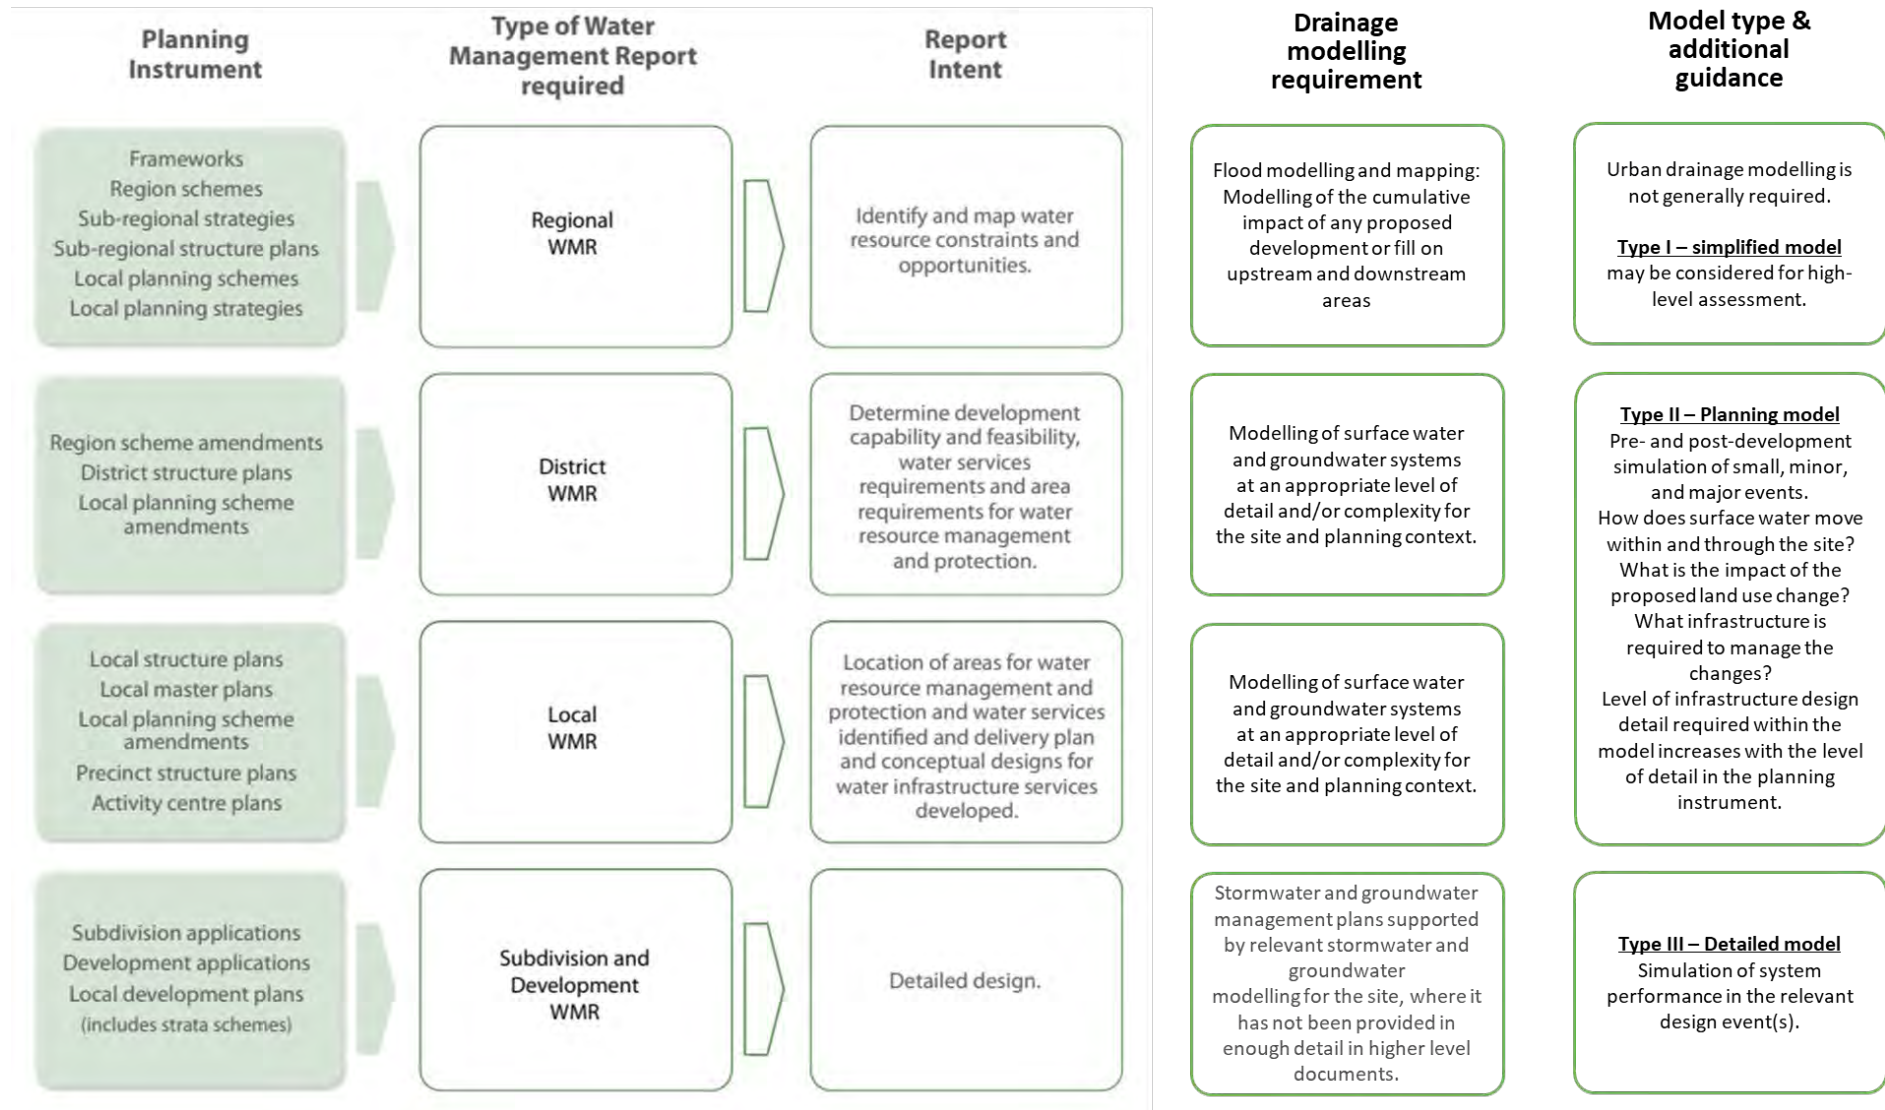 Planning
Instrument
Type of Water
Management Report
required
Report
Intent
Drainage
modelling
requirement
Model type &
additional
guidance
Frameworks
Region schemes
Sub-regional strategies
Sub-regional structure plans
Local planning schemes
Local planning strategies
Regional
WMR
Identify and map water
resource constraints and
opportunities.
Flood modelling and mapping:
Modelling of the cumulative
impact of any proposed
development or fill on
upstream and downstream
areas
Urban drainage modelling is
not generally required.
Type I – simplified model
may be considered for high-
level assessment.
Region scheme amendments
District structure plans
Local planning scheme
amendments
District
WMR
Determine development
capability and feasibility,
water services
requirements and area
requirements for water
resource management
and protection.
Modelling of surface water
and groundwater systems
at an appropriate level of
detail and/or complexity for
the site and planning context.
Type II – Planning model
Pre- and post-development
simulation of small, minor,
and major events.
How does surface water move
within and through the site?
What is the impact of the
proposed land use change?
What infrastructure is
required to manage the
changes?
Level of infrastructure design
detail required within the
model increases with the level
of detail in the planning
instrument.
Local structure plans
Local master plans
Local planning scheme
amendments
Precinct structure plans
Activity centre plans
Local
WMR
Location of areas for water
resource management and
protection and water services
identified and delivery plan
and conceptual designs for
water infrastructure services
developed.
Modelling of surface water
and groundwater systems
at an appropriate level of
detail and/or complexity for
the site and planning context.
Subdivision applications
Development applications
Local development plans
(includes strata schemes)
Subdivision and
Development
WMR
Detailed design.
Stormwater and groundwater
management plans supported
by relevant stormwater and
groundwater
modelling for the site, where it
has not been provided in
enough detail in higher level
documents.
Type III – Detailed model
Simulation of system
performance in the relevant
design event(s).